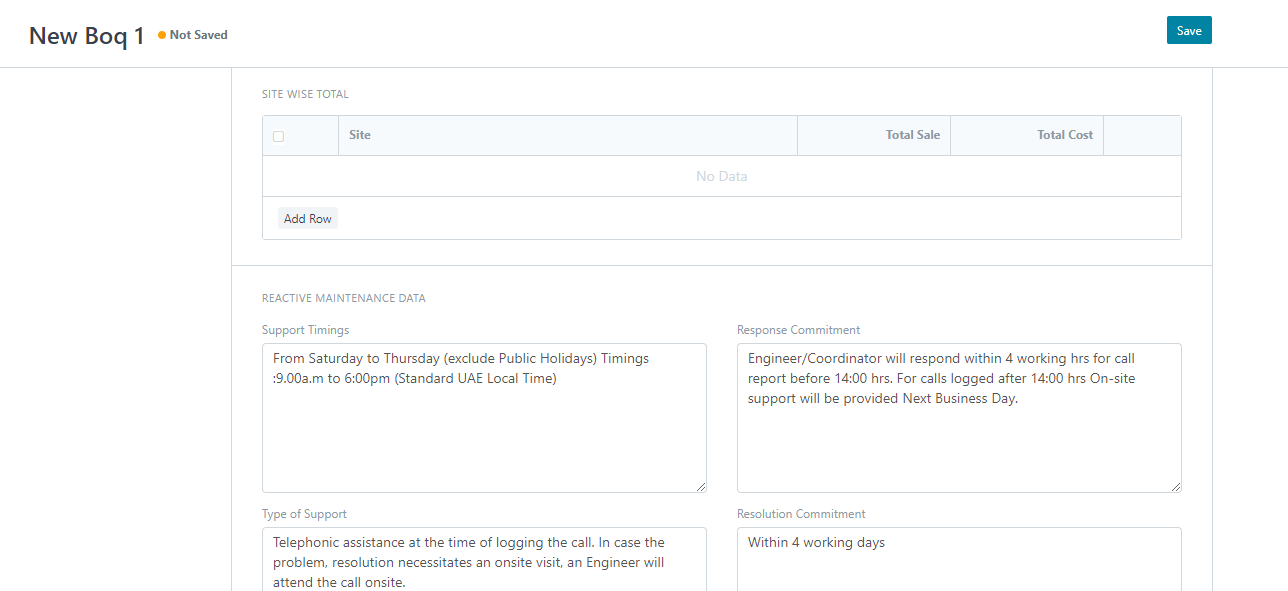 New Boq 1 Not Saved Save
SITE WISE TOTAL
Site Total Sale Total Cost
No Data
Add Row
REACTIVE MAINTENANCE DATA
Support Timings
From Saturday to Thursday (exclude Public Holidays) Timings
:9.00a.m to 6:00pm (Standard UAE Local Time)
Response Commitment
Engineer/Coordinator will respond within 4 working hrs for call
report before 14:00 hrs. For calls logged after 14:00 hrs On-site
support will be provided Next Business Day.
Type of Support
Telephonic assistance at the time of logging the call. In case the
problem, resolution necessitates an onsite visit, an Engineer will
attend the call onsite.
Resolution Commitment
Within 4 working days